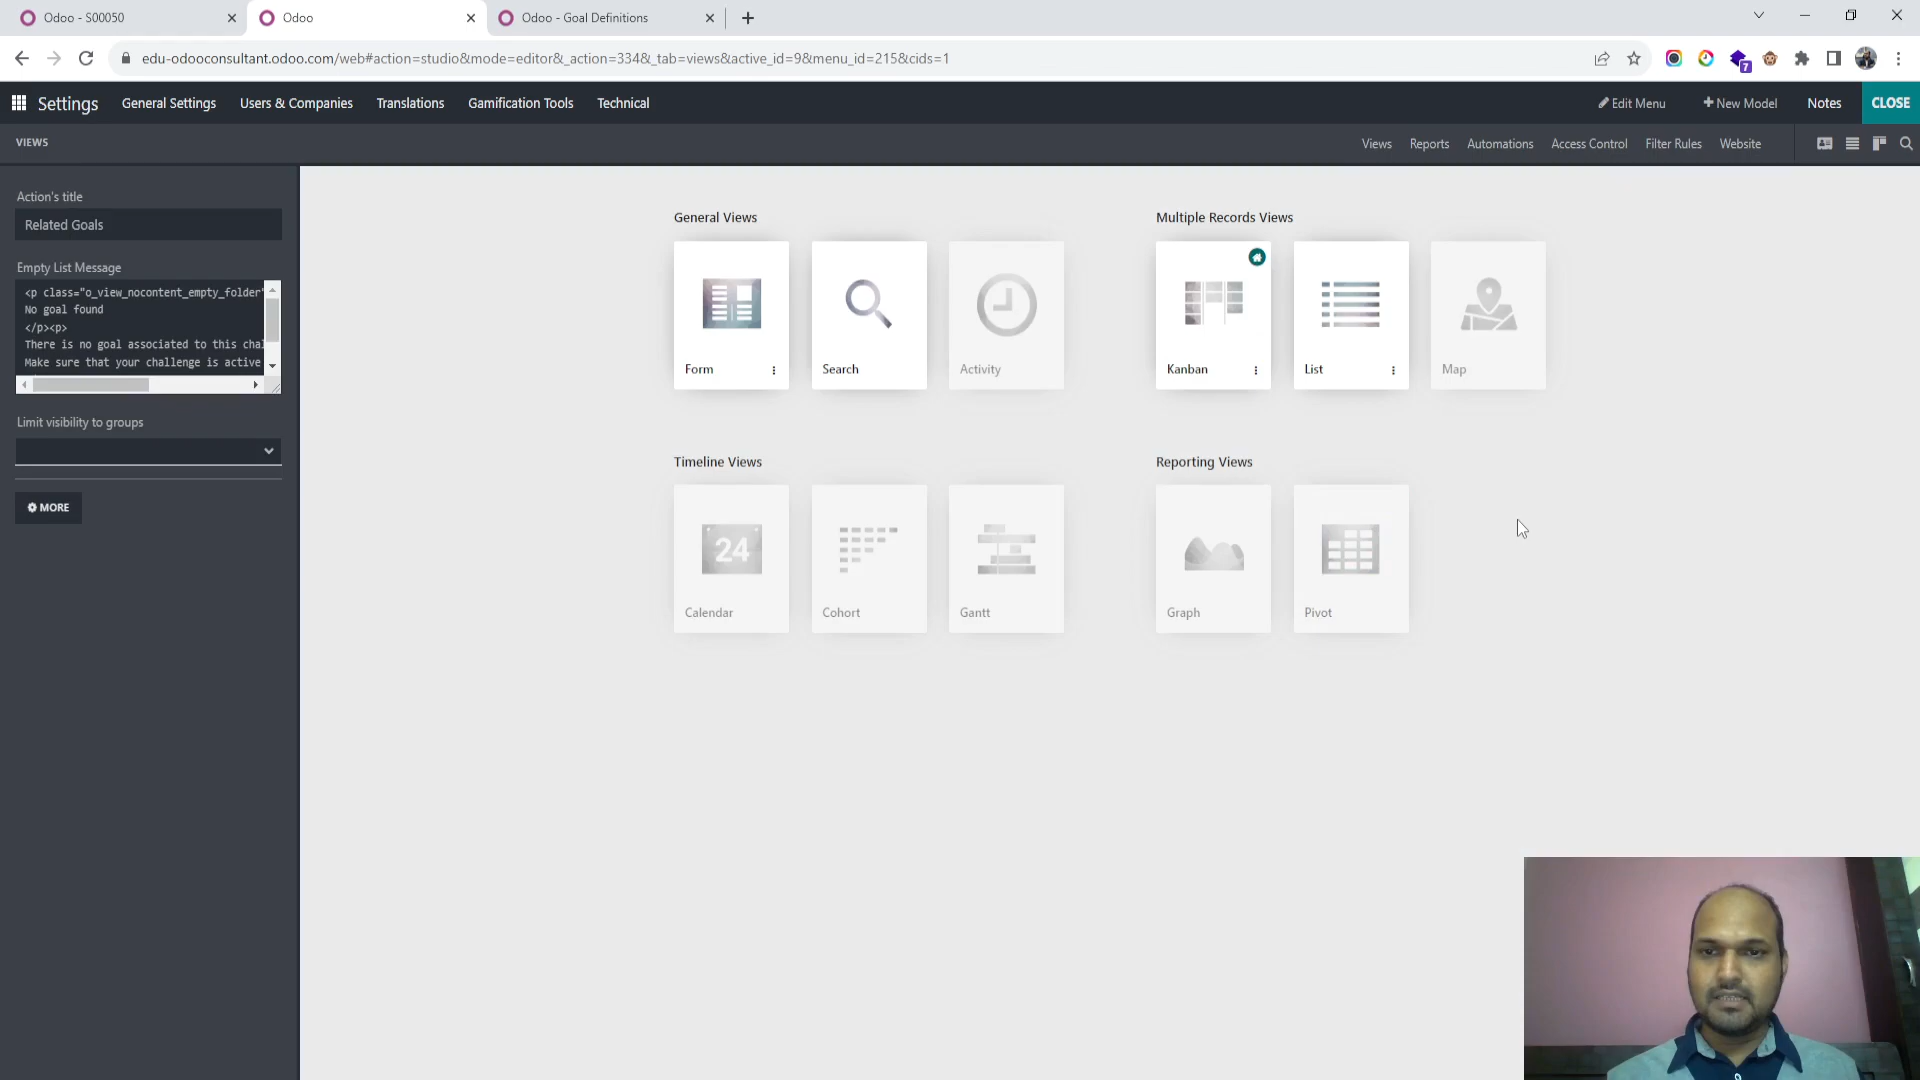 Odoo - S00050
Odoo
Odoo - Goal Definitions
edu-odooconsultant.odoo.com/web#action=studio&mode=editor&_action=334&_tab=views&active_id=9&menu_id=215&cids=1
7
Settings
General Settings
Users & Companies
Translations
Gamification Tools
Technical
Edit Menu
New Model
Notes
CLOSE
VIEWS
Views
Reports
Automations
Access Control
Filter Rules
Website
Action's title
Related Goals
Empty List Message
<p class="o_view_nocontent_empty_folder"
No goal found
</p><p>
There is no goal associated to this chal
Make sure that your challenge is active
Limit visibility to groups
MORE
General Views
Form
Search
Activity
Multiple Records Views
Kanban
List
Map
Timeline Views
24
Calendar
Cohort
Gantt
Reporting Views
Graph
Pivot